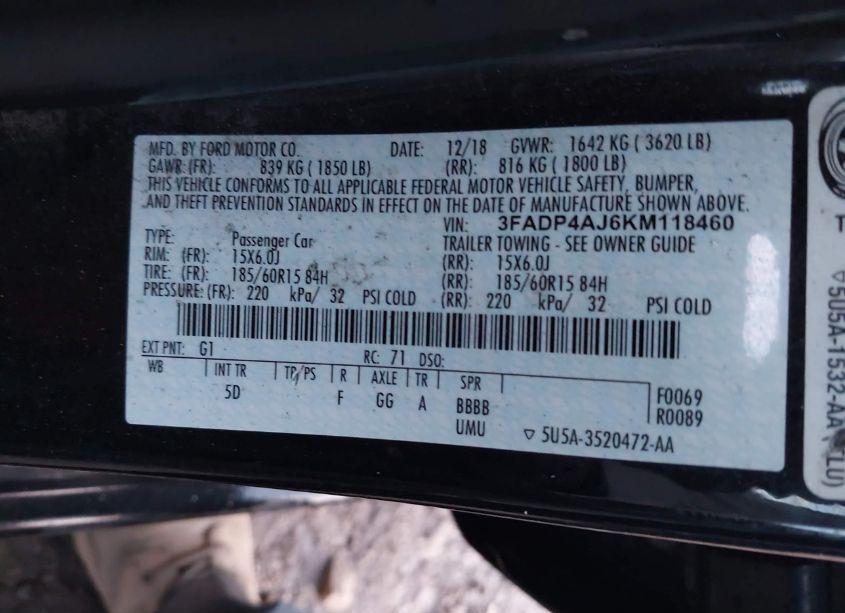 MFD. BY FORD MOTOR CO. DATE: 12/18 GVWR: 1642 KG ( 3620 LB)
GAWR: (FR): 839 KG ( 1850 LB) (RR): 816 KG ( 1800 LB)
THIS VEHICLE CONFORMS TO ALL APPLICABLE FEDERAL MOTOR VEHICLE SAFETY, BUMPER,
AND THEFT PREVENTION STANDARDS IN EFFECT ON THE DATE OF MANUFACTURE SHOWN ABOVE.
VIN: 3FADP4AJ6KM118460
TYPE: Passenger Car TRAILER TOWING - SEE OWNER GUIDE
RIM: (FR): 15X6.0J (RR): 15X6.0J
TIRE: (FR): 185/60R15 84H (RR): 185/60R15 84H
PRESSURE: (FR): 220 kPa/ 32 PSI COLD (RR): 220 kPa/ 32 PSI COLD
EXT PNT: G1 RC: 71 DSO:
WB INT TR TP/PS R AXLE TR SPR F0069
5D F GG A BBBB R0089
UMU ▽ 5U5A-3520472-AA
▽5U5A-1532-AA